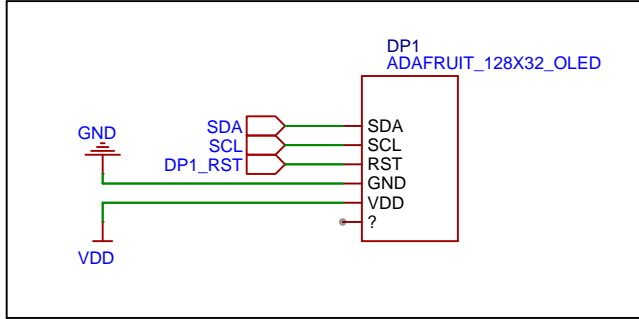 DP1
ADAFRUIT_128X32_OLED
SDA
SCL
DP1_RST
GND
VDD
SDA
SCL
RST
GND
VDD
?